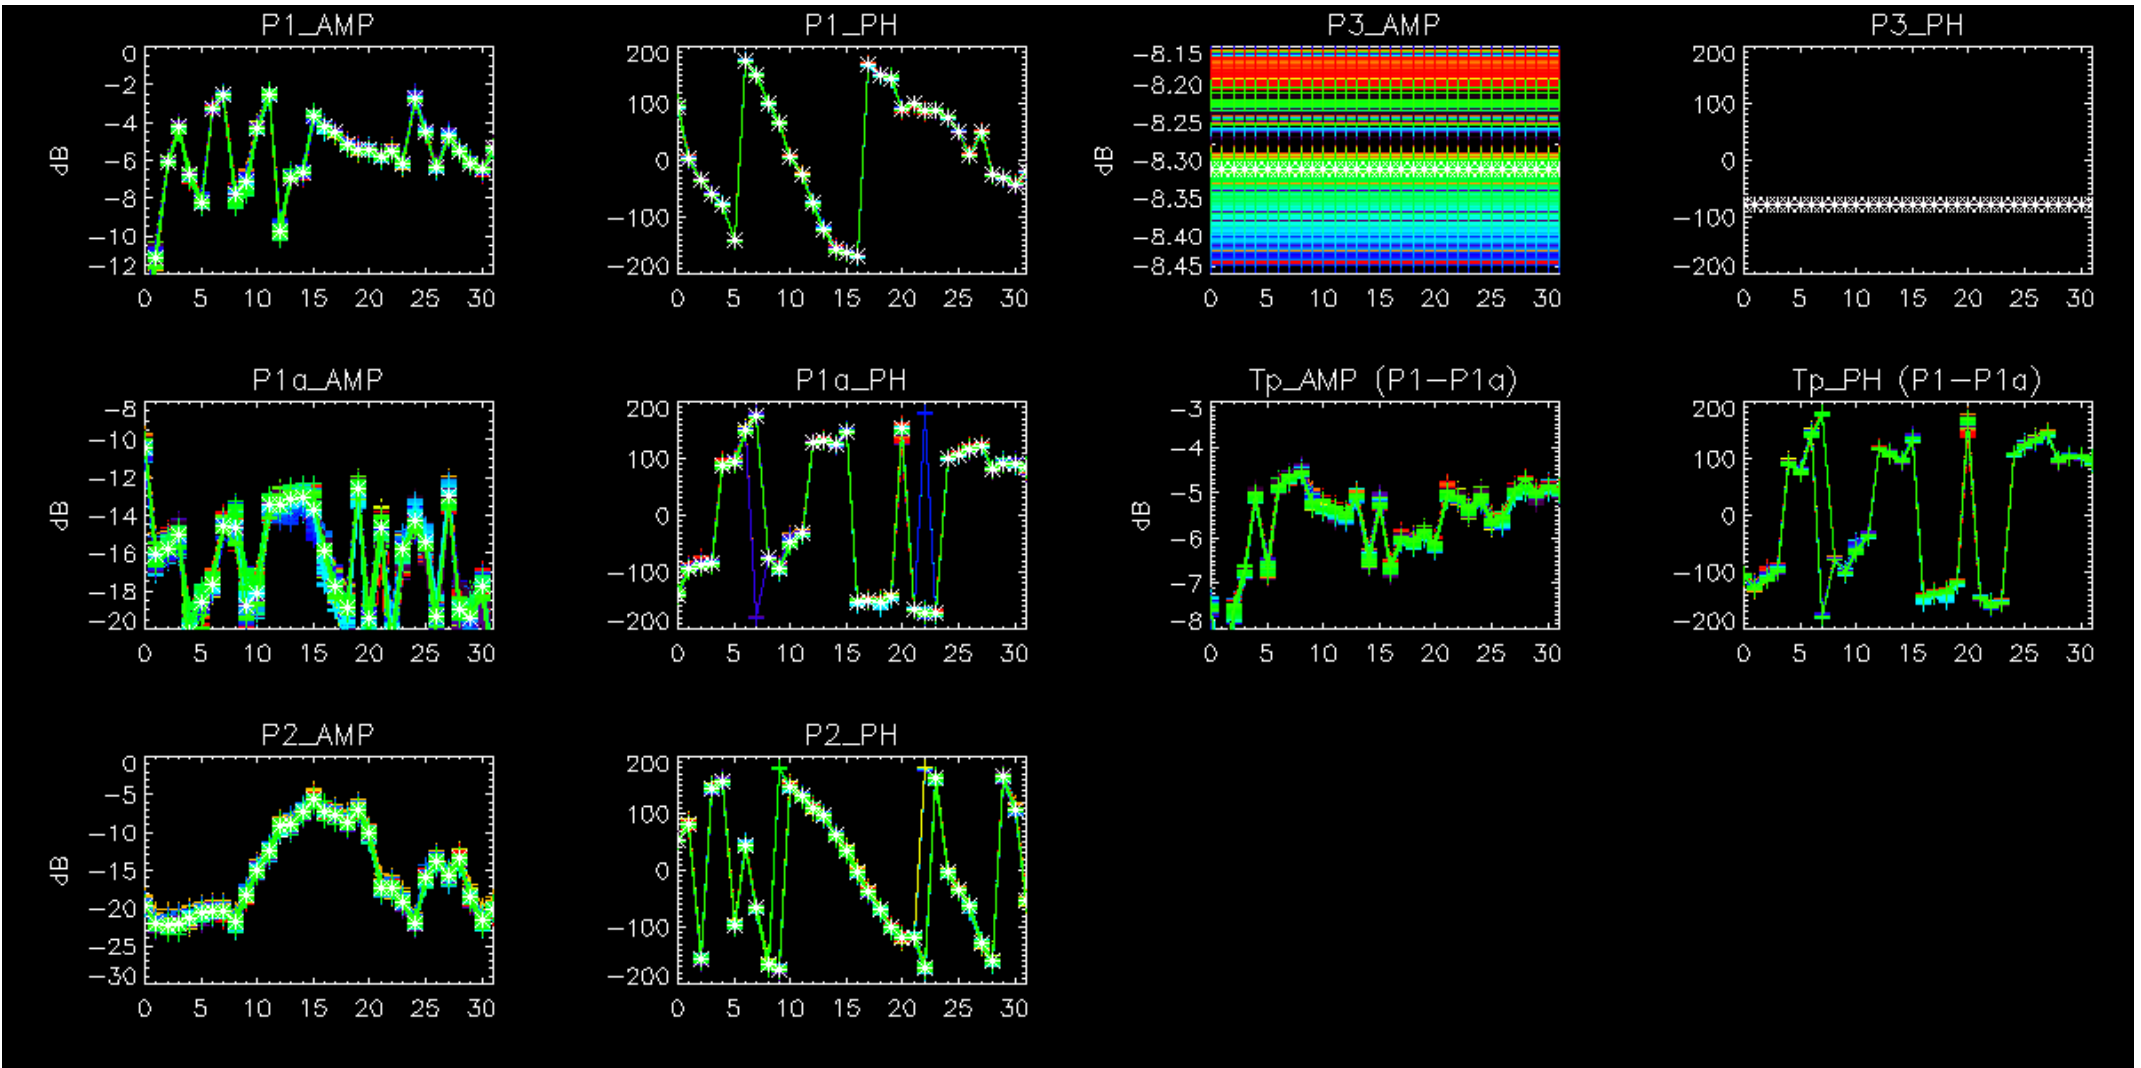 P1_AMP
P1_PH
P3_AMP
P3_PH
dB
0
-2
-4
-6
-8
-10
-12
0 5 10 15 20 25 30
200
100
0
-100
-200
0 5 10 15 20 25 30
dB
-8.15
-8.20
-8.25
-8.30
-8.35
-8.40
-8.45
0 5 10 15 20 25 30
200
100
0
-100
-200
0 5 10 15 20 25 30
P1a_AMP
P1a_PH
Tp_AMP (P1-P1a)
Tp_PH (P1-P1a)
dB
-8
-10
-12
-14
-16
-18
-20
0 5 10 15 20 25 30
200
100
0
-100
-200
0 5 10 15 20 25 30
dB
-3
-4
-5
-6
-7
-8
0 5 10 15 20 25 30
200
100
0
-100
-200
0 5 10 15 20 25 30
P2_AMP
P2_PH
dB
0
-5
-10
-15
-20
-25
-30
0 5 10 15 20 25 30
200
100
0
-100
-200
0 5 10 15 20 25 30